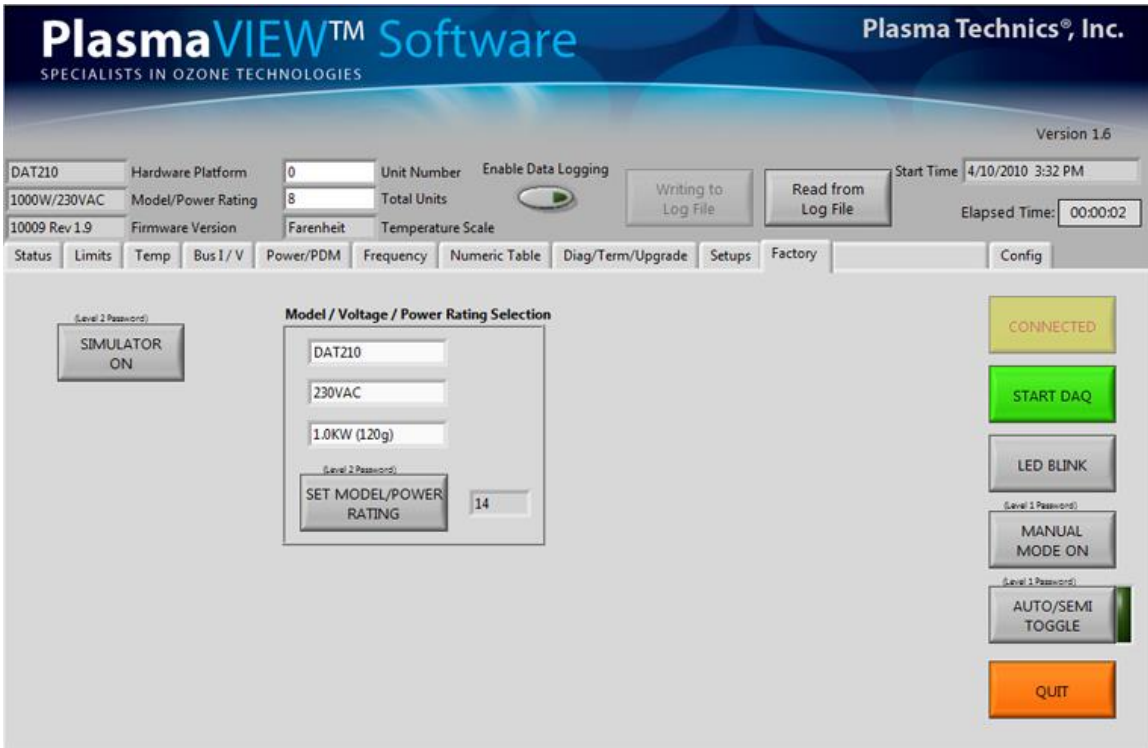 PlasmaVIEW™ Software
SPECIALISTS IN OZONE TECHNOLOGIES
Plasma Technics®, Inc.
Version 1.6
DAT210 Hardware Platform
1000W/230VAC Model/Power Rating
10009 Rev 1.9 Firmware Version
0 Unit Number
8 Total Units
Farenheit Temperature Scale
Enable Data Logging
Writing to
Log File
Read from
Log File
Start Time 4/10/2010 3:32 PM
Elapsed Time: 00:00:02
Status Limits Temp Bus I / V Power/PDM Frequency Numeric Table Diag/Term/Upgrade Setups Factory Config
(Level 2 Password)
SIMULATOR
ON
Model / Voltage / Power Rating Selection
DAT210
230VAC
1.0KW (120g)
(Level 2 Password)
SET MODEL/POWER
RATING
14
CONNECTED
START DAQ
LED BLINK
(Level 1 Password)
MANUAL
MODE ON
(Level 1 Password)
AUTO/SEMI
TOGGLE
QUIT